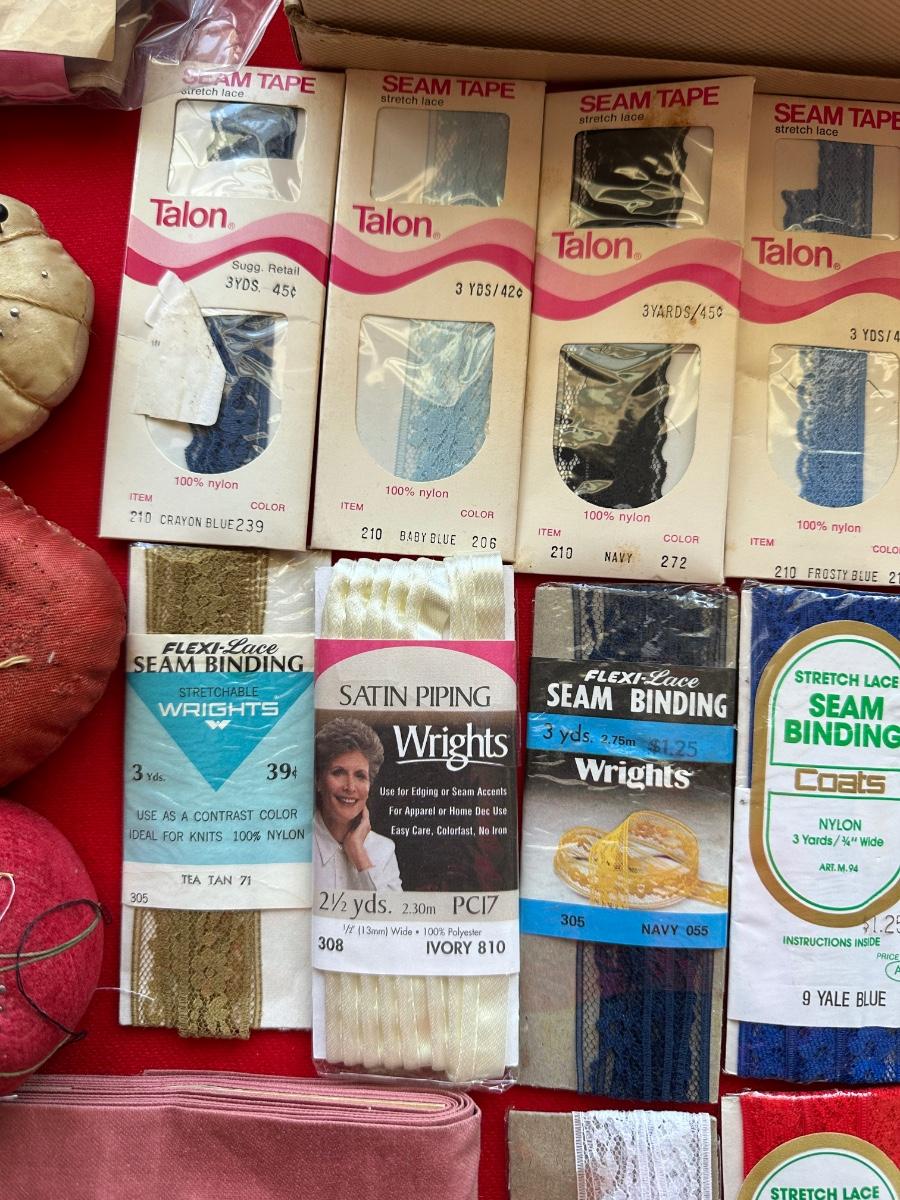 SEAM TAPE
stretch lace
Talon®
Sugg. Retail
3YDS. 45¢
100% nylon
ITEM COLOR
210 CRAYON BLUE 239
SEAM TAPE
stretch lace
Talon®
3 YDS/42¢
100% nylon
ITEM COLOR
210 BABY BLUE 206
SEAM TAPE
stretch lace
Talon®
3YARDS/45¢
100% nylon
ITEM COLOR
210 NAVY 272
SEAM TAPE
stretch lace
Talon®
3 YDS/4
100% nylon
ITEM COLO
210 FROSTY BLUE 21
FLEXI-Lace
SEAM BINDING
STRETCHABLE
WRIGHTS
3 Yds. 39¢
USE AS A CONTRAST COLOR
IDEAL FOR KNITS 100% NYLON
TEA TAN 71
305
SATIN PIPING
Wrights
Use for Edging or Seam Accents
For Apparel or Home Dec Use
Easy Care, Colorfast, No Iron
2½ yds. 2.30m PC17
½" (13mm) Wide • 100% Polyester
308 IVORY 810
FLEXI-Lace
SEAM BINDING
3 yds. 2.75m $1.25
Wrights
305 NAVY 055
STRETCH LACE
SEAM
BINDING
Coats
NYLON
3 Yards/¾" Wide
ART. M.94
$1.25
INSTRUCTIONS INSIDE
PRICE
A
9 YALE BLUE
STRETCH LACE
SEAM